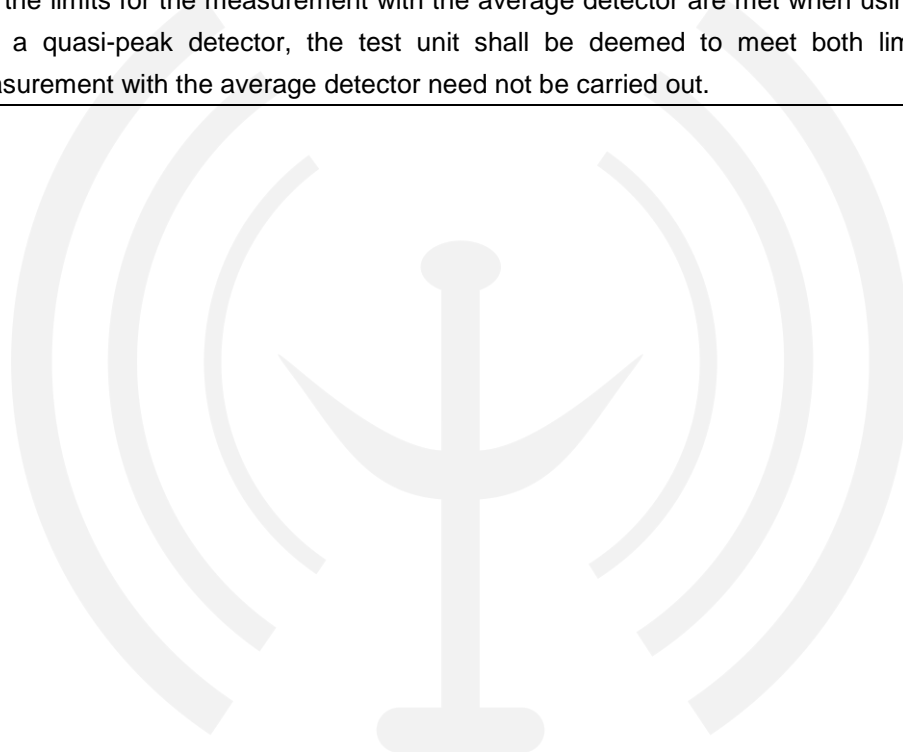 the limits for the measurement with the average detector are met when usin
a quasi-peak detector, the test unit shall be deemed to meet both lim
asurement with the average detector need not be carried out.